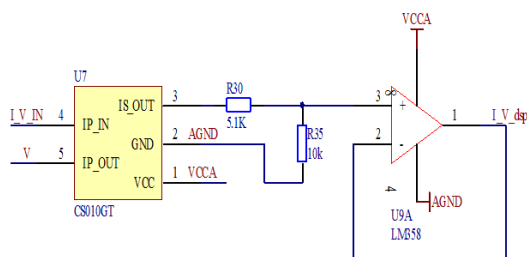 VCCA
U7
I_V_IN
4
IP_IN
IS_OUT
3
R30
5.1K
3
+
8
1
I_V_dsp
GND
2
AGND
R35
10k
2
-
V
5
IP_OUT
VCC
1
VCCA
4
AGND
CS010GT
U9A
LM358